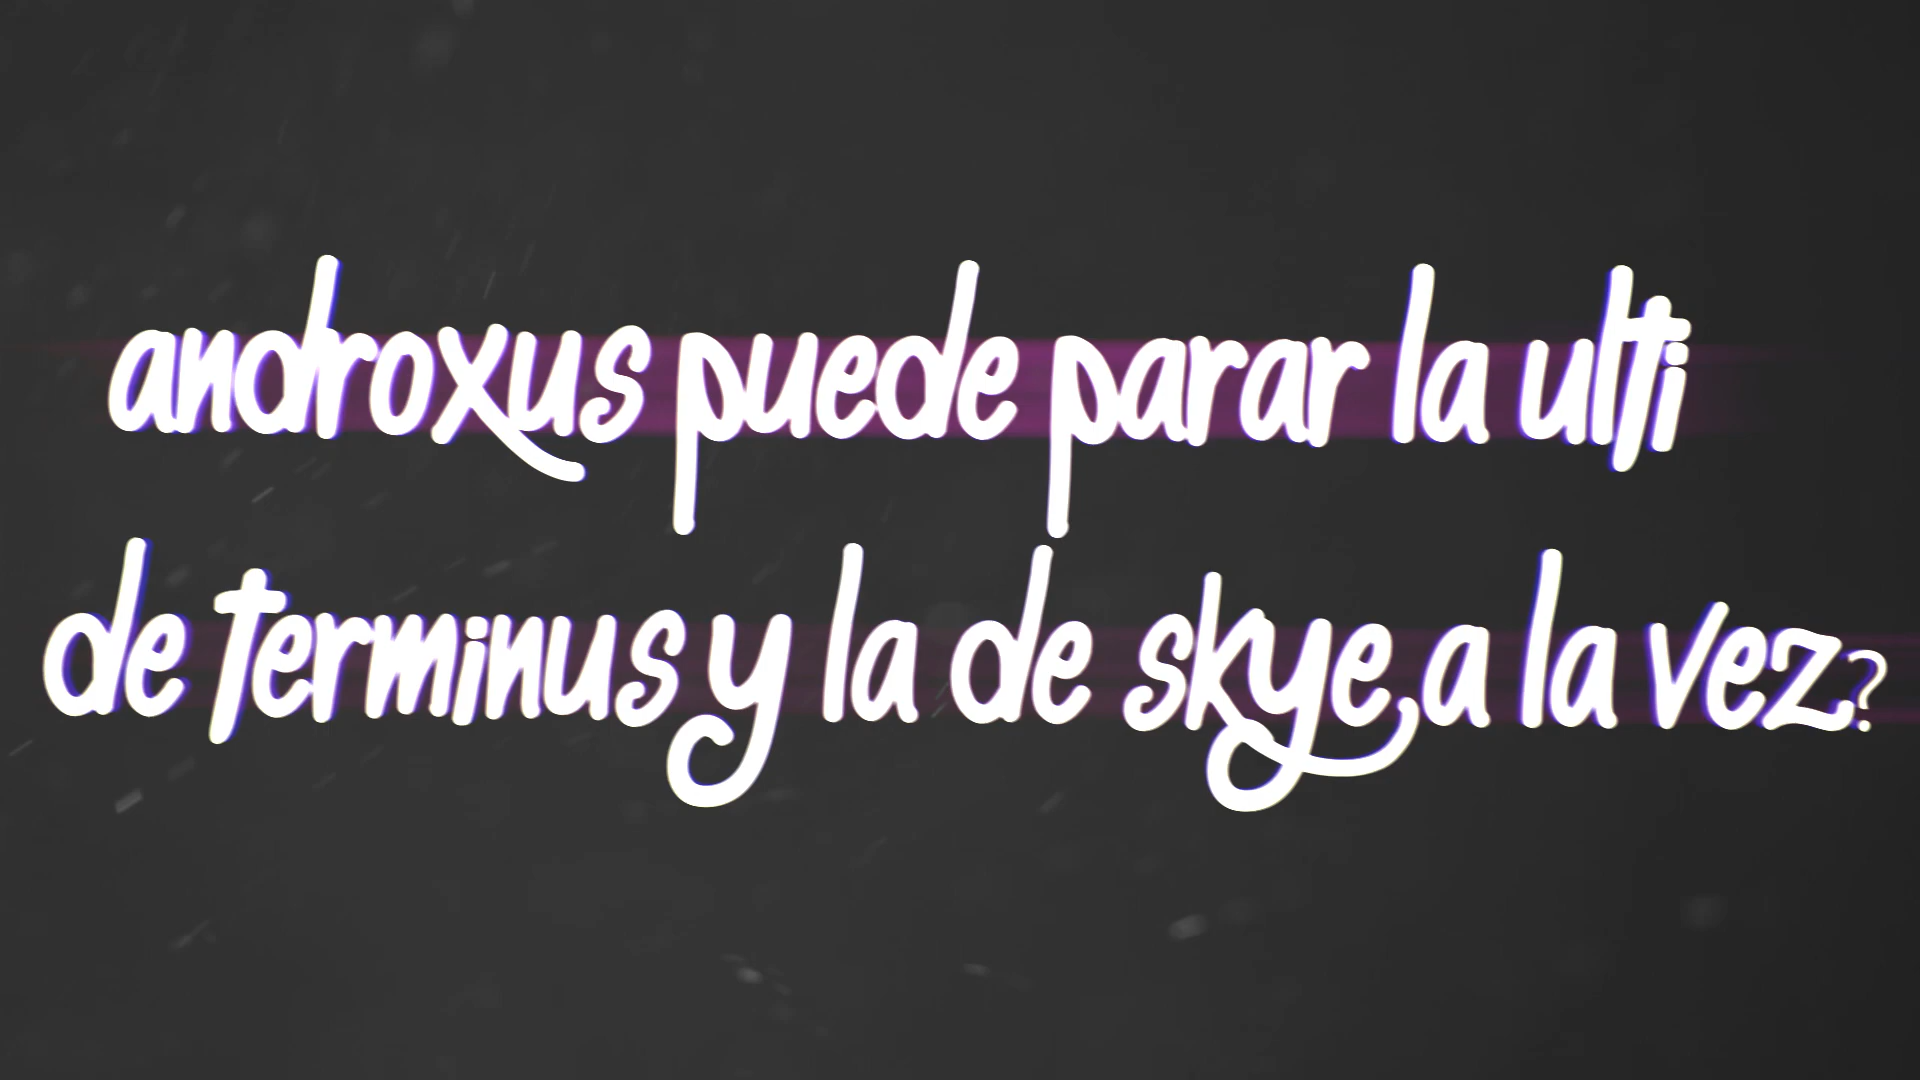 androxus puede parar la ulti
de terminus y la de skye,a la vez?